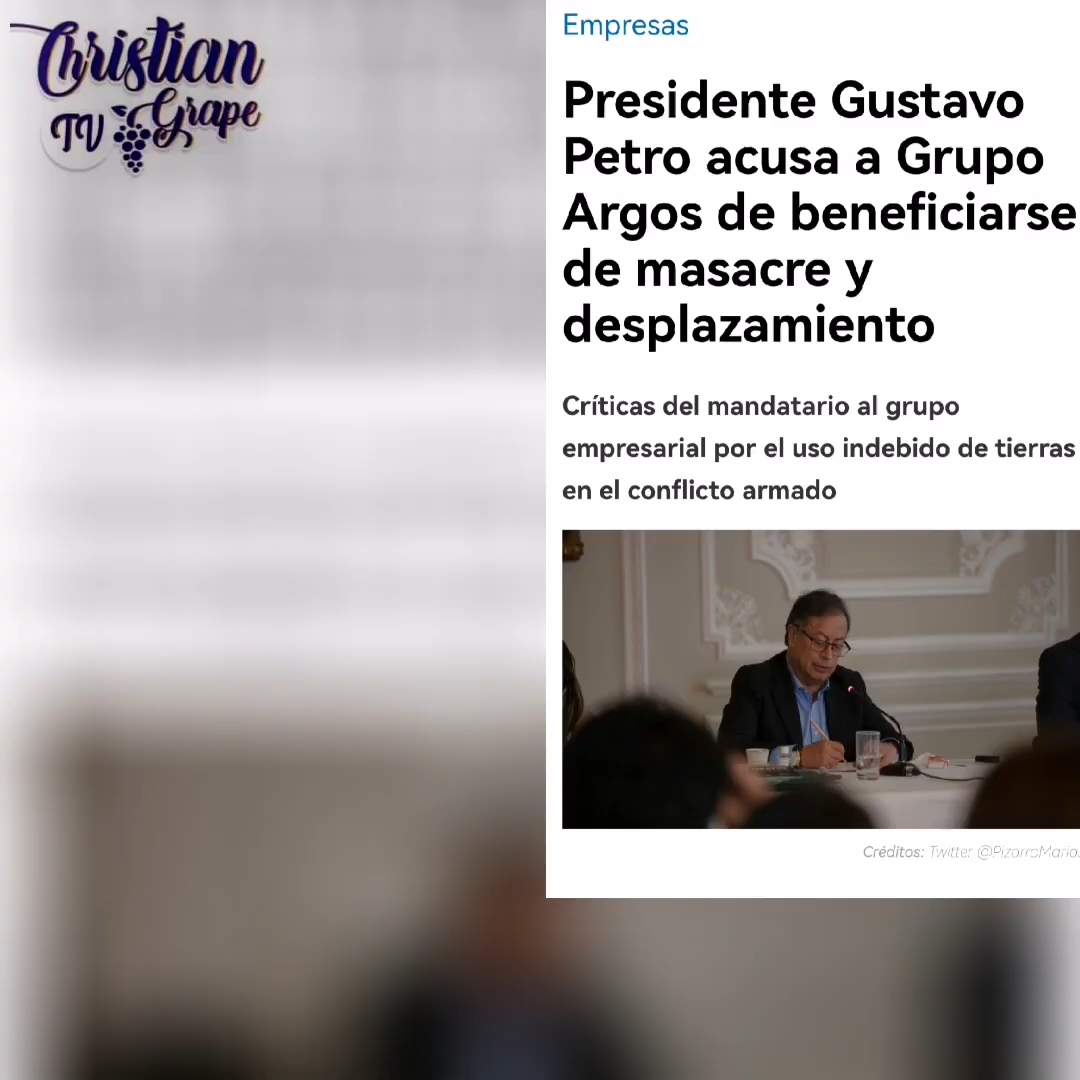 Christian
TV Grape
Empresas
Presidente Gustavo
Petro acusa a Grupo
Argos de beneficiarse
de masacre y
desplazamiento
Críticas del mandatario al grupo
empresarial por el uso indebido de tierras
en el conflicto armado
Créditos: Twitter @PizarroMaria.